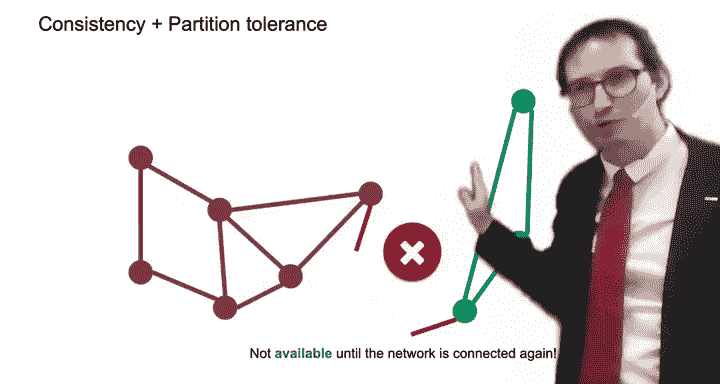 Consistency + Partition tolerance
Not available until the network is connected again!